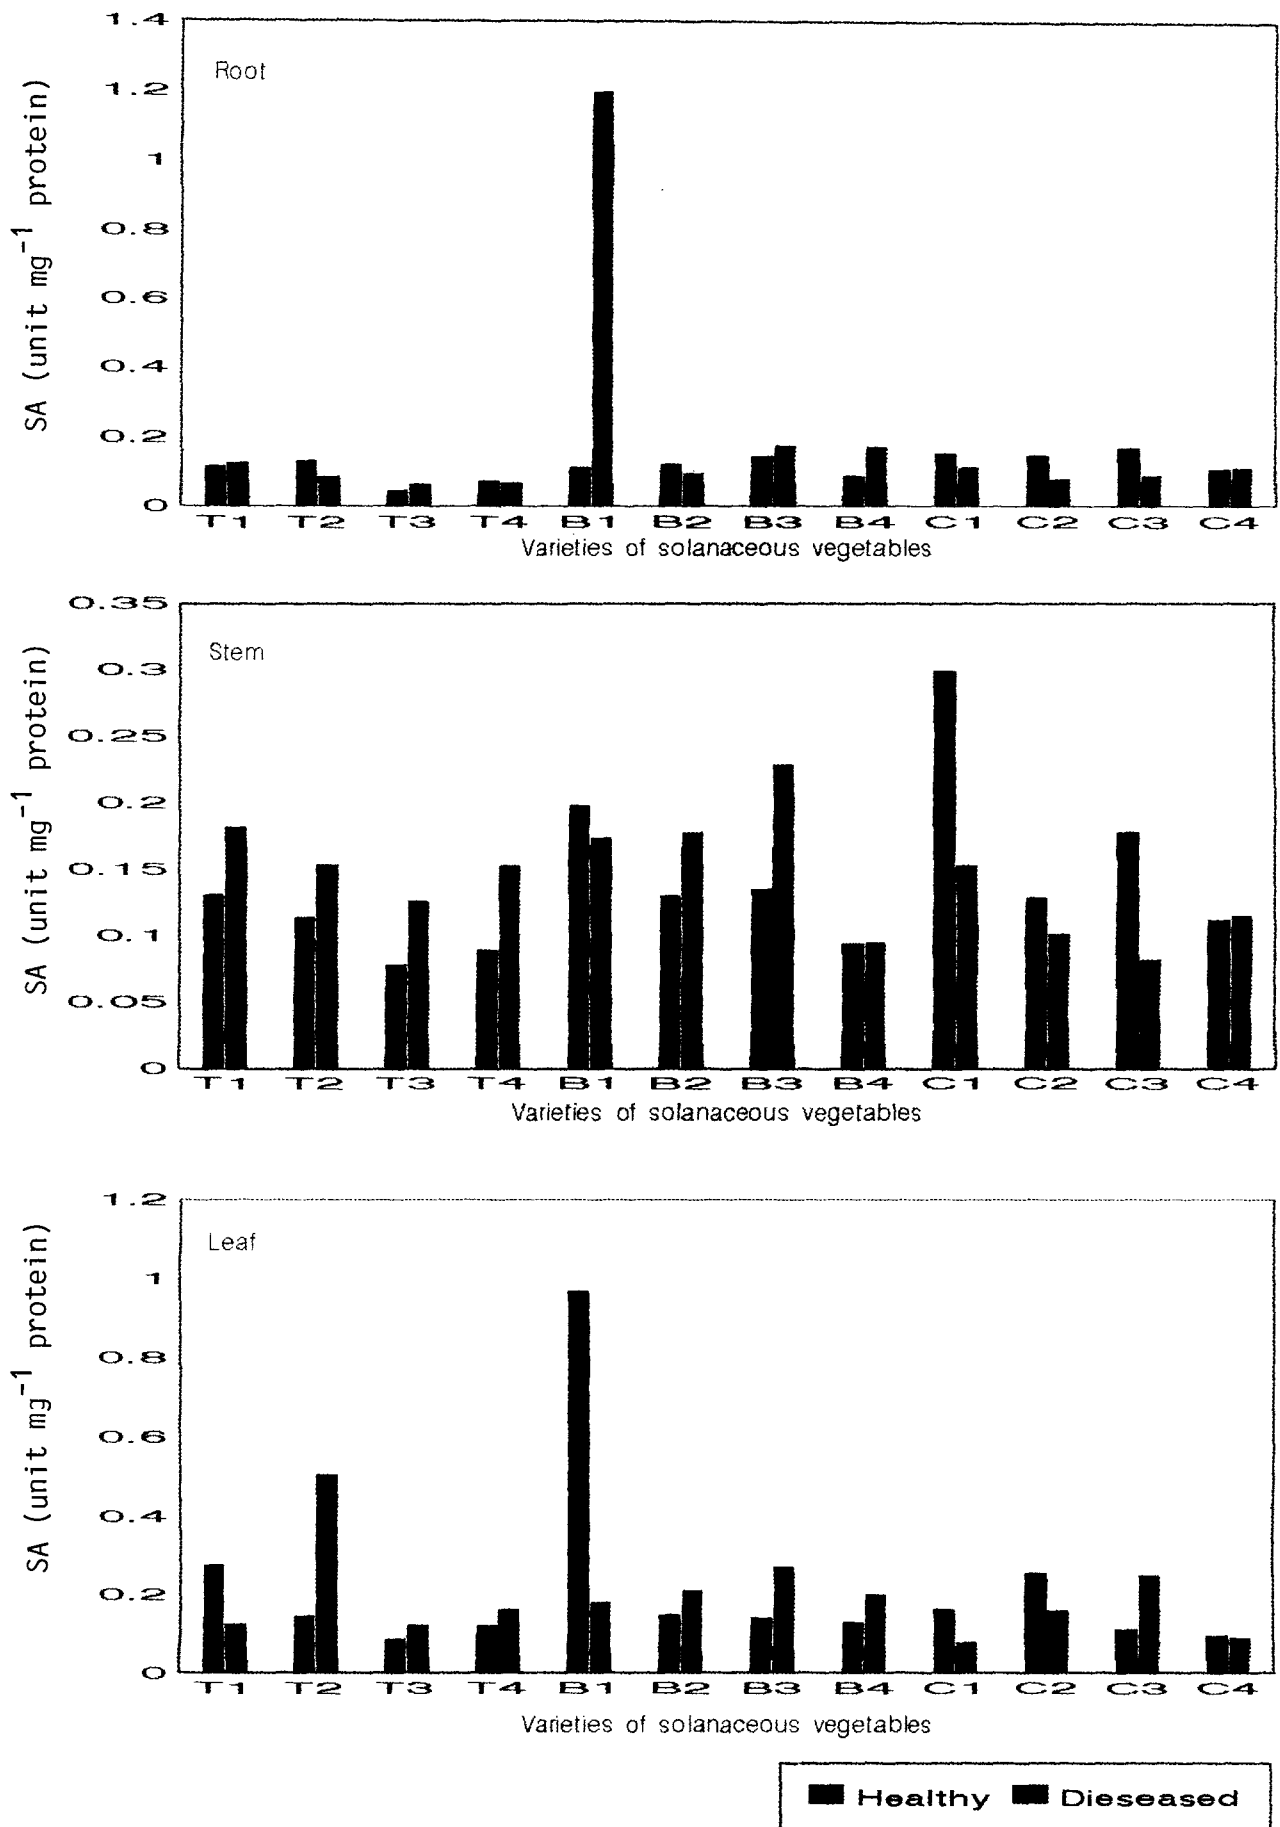 1.4
Root
1.2
1
0.8
0.6
0.4
0.2
0
SA (unit mg⁻¹ protein)
T1 T2 T3 T4 B1 B2 B3 B4 C1 C2 C3 C4
Varieties of solanaceous vegetables
0.35
Stem
0.3
0.25
0.2
0.15
0.1
0.05
0
SA (unit mg⁻¹ protein)
T1 T2 T3 T4 B1 B2 B3 B4 C1 C2 C3 C4
Varieties of solanaceous vegetables
1.2
Leaf
1
0.8
0.6
0.4
0.2
0
SA (unit mg⁻¹ protein)
T1 T2 T3 T4 B1 B2 B3 B4 C1 C2 C3 C4
Varieties of solanaceous vegetables
Healthy Dieseased